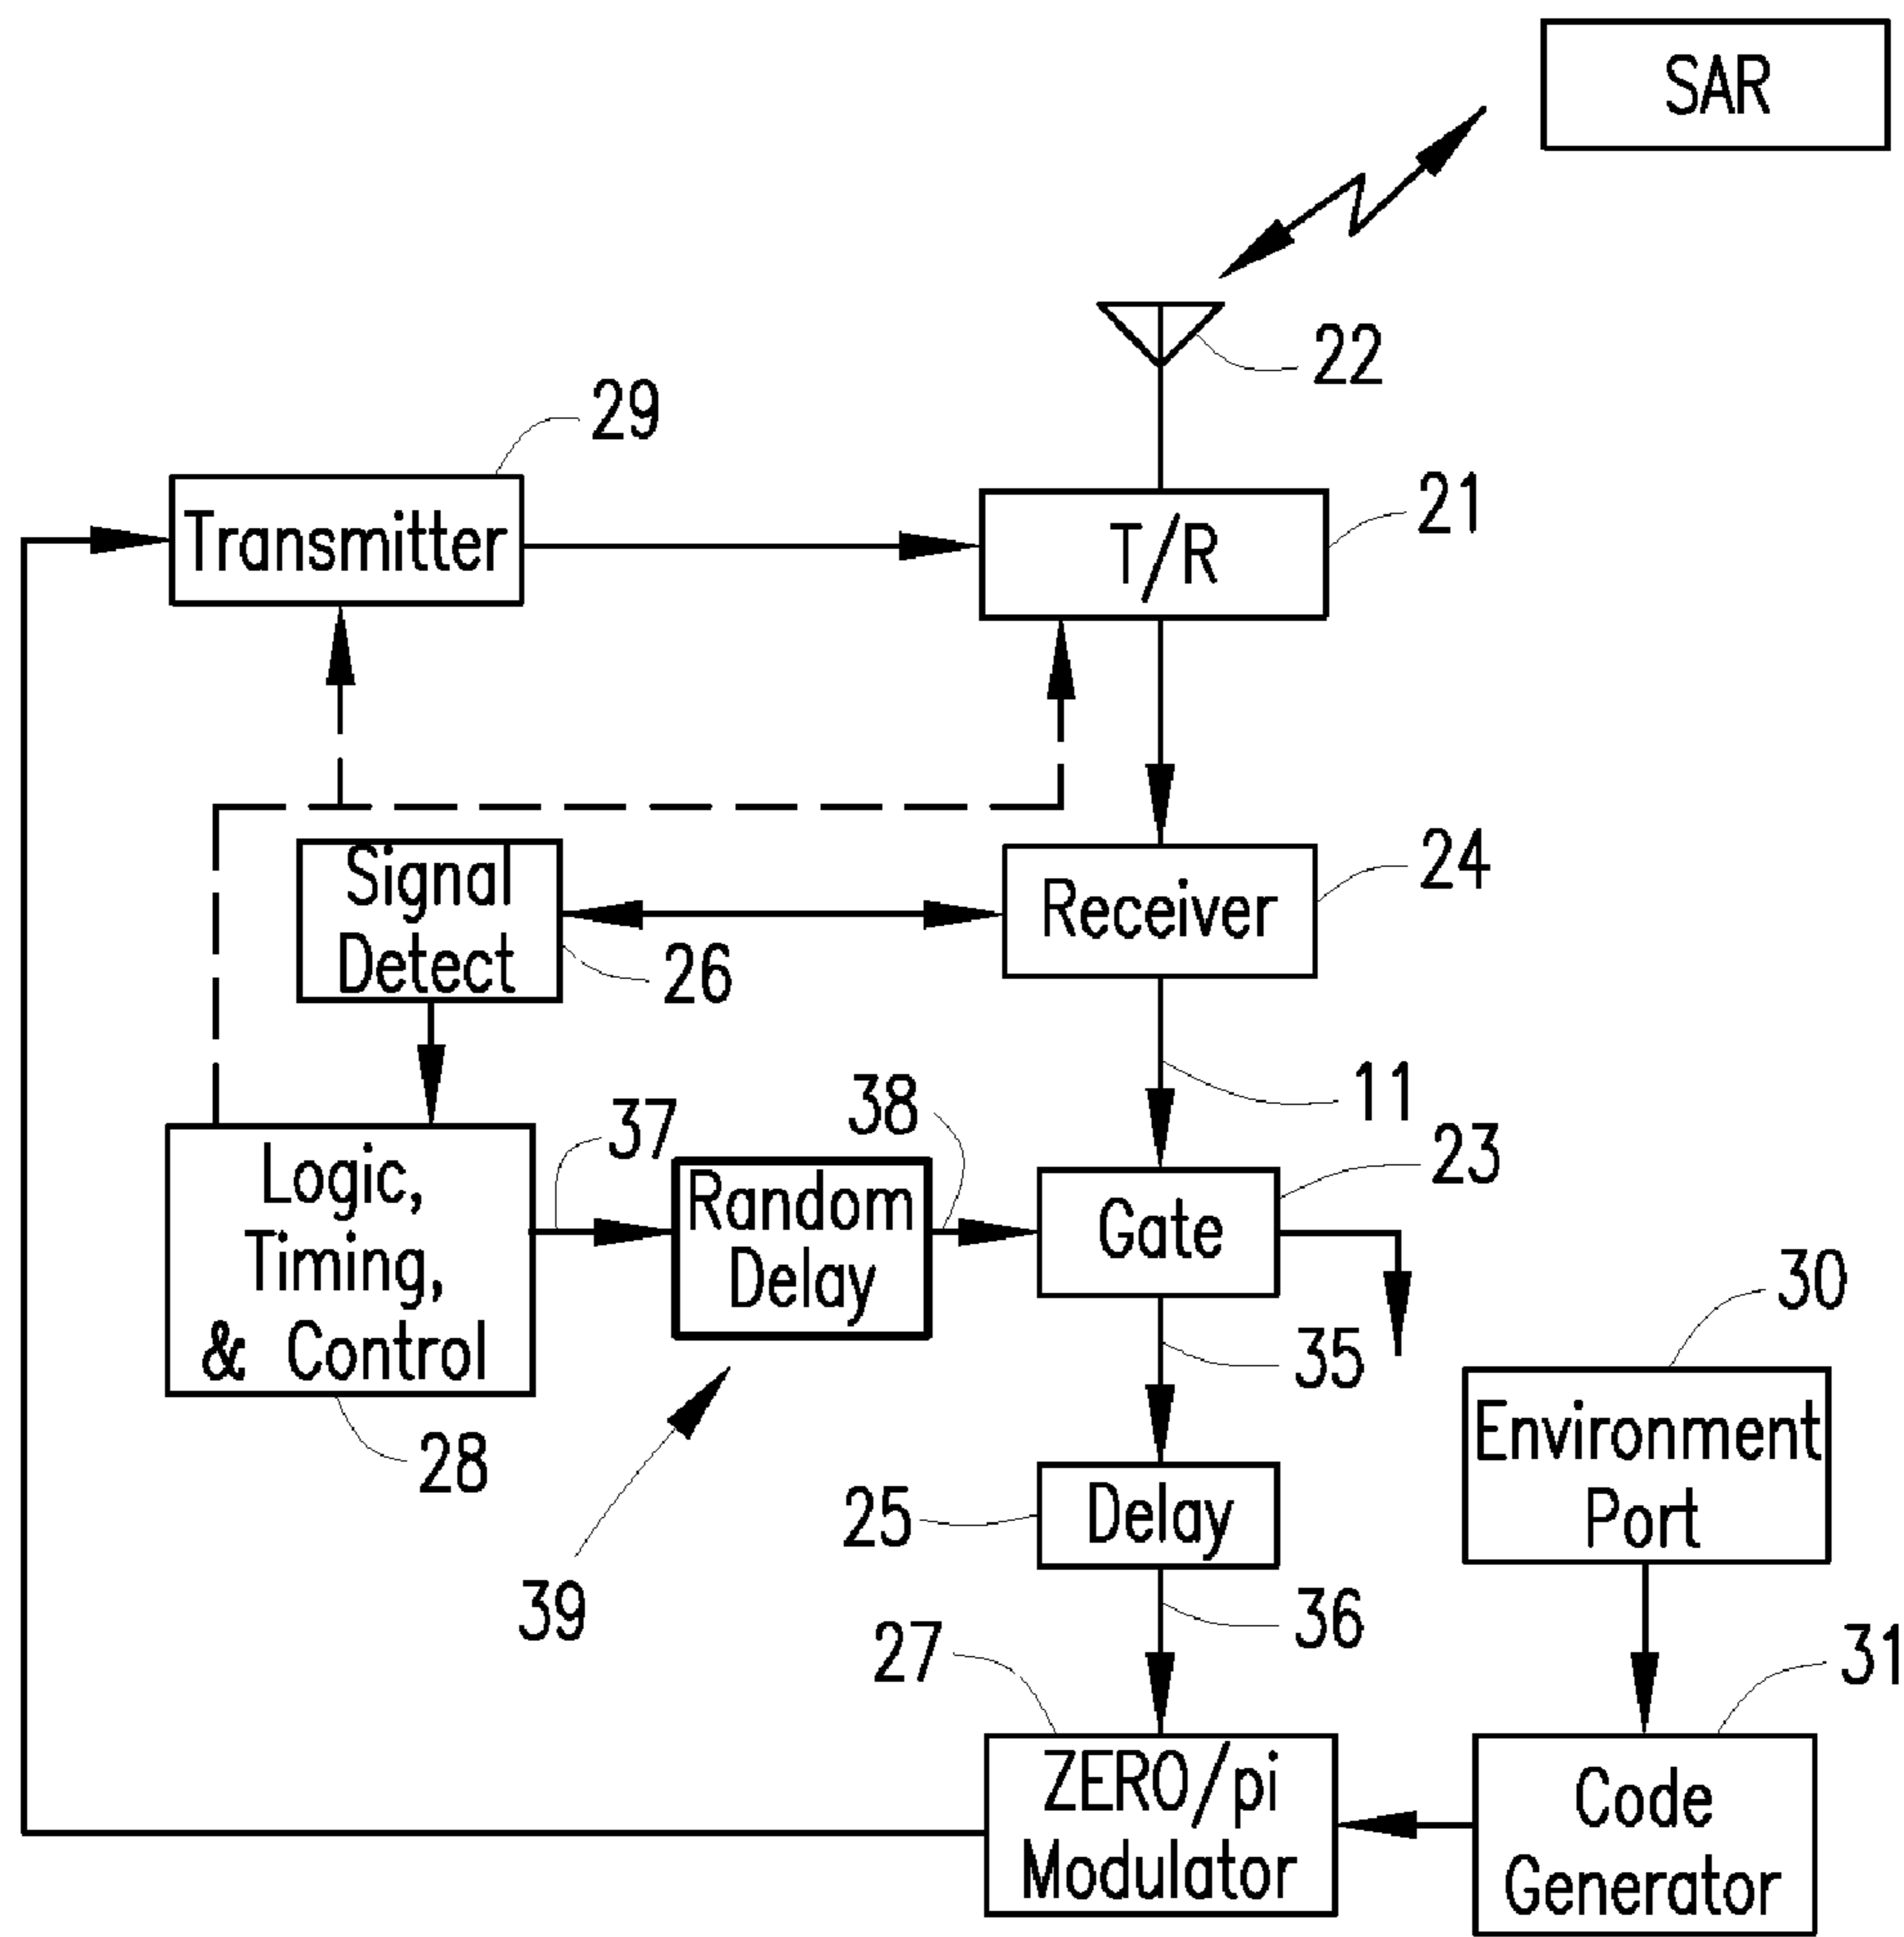 SAR
22
29
Transmitter
T/R
21
Signal
Detect
26
Receiver
24
11
37
38
23
Logic,
Timing,
& Control
28
Random
Delay
Gate
35
30
Environment
Port
39
25
Delay
36
27
31
ZERO/pi
Modulator
Code
Generator